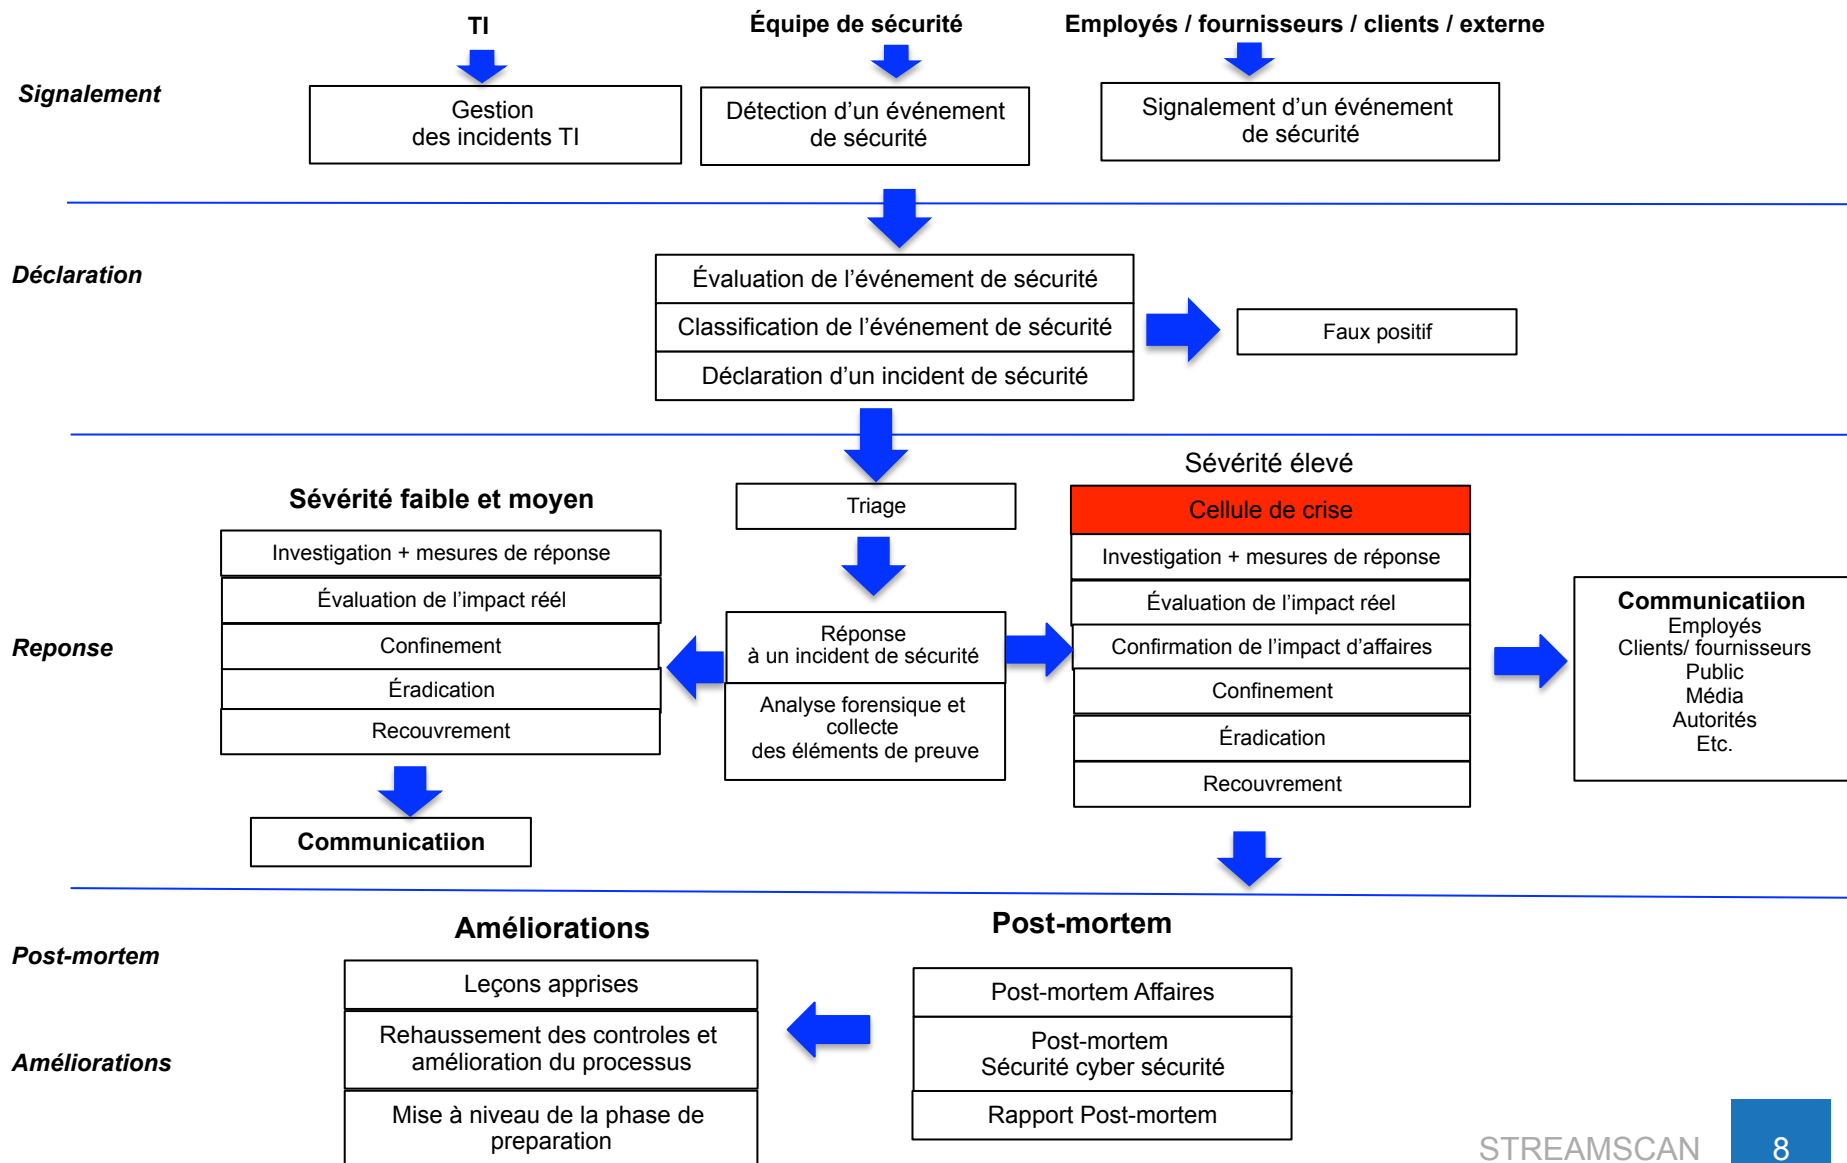 TI
Équipe de sécurité
Employés / fournisseurs / clients / externe
Signalement
Gestion
des incidents TI
Détection d’un événement
de sécurité
Signalement d’un événement
de sécurité
Déclaration
Évaluation de l’événement de sécurité
Classification de l’événement de sécurité
Déclaration d’un incident de sécurité
Faux positif
Sévérité faible et moyen
Triage
Sévérité élevé
Cellule de crise
Reponse
Investigation + mesures de réponse
Évaluation de l’impact réél
Confinement
Éradication
Recouvrement
Communicatiion
Réponse
à un incident de sécurité
Analyse forensique et
collecte
des éléments de preuve
Investigation + mesures de réponse
Évaluation de l’impact réel
Confirmation de l’impact d’affaires
Confinement
Éradication
Recouvrement
Communicatiion
Employés
Clients/ fournisseurs
Public
Média
Autorités
Etc.
Post-mortem
Améliorations
Améliorations
Leçons apprises
Rehaussement des controles et
amélioration du processus
Mise à niveau de la phase de
preparation
Post-mortem
Post-mortem Affaires
Post-mortem
Sécurité cyber sécurité
Rapport Post-mortem
STREAMSCAN
8